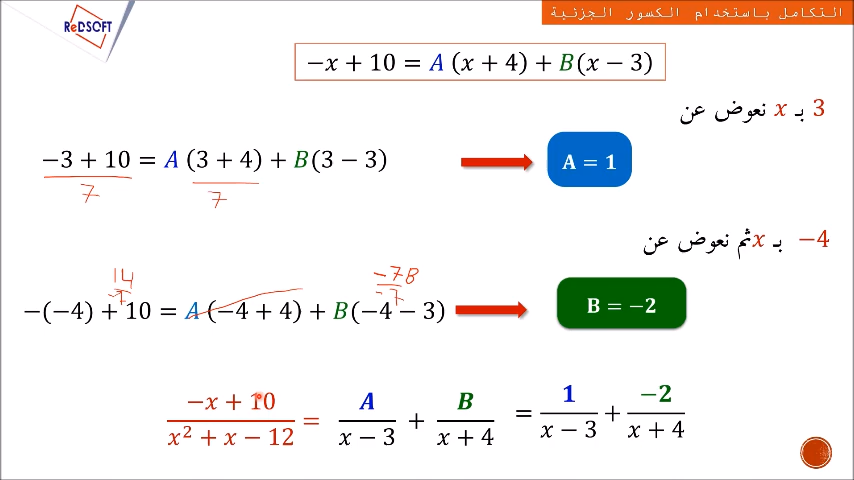 التكامل باستخدام الكسور الجزئية
ReDSOFT
−x + 10 = A (x + 4) + B(x − 3)
نعوض عن x بـ 3
−3 + 10 = A (3 + 4) + B(3 − 3)
A = 1
7 7
ثم نعوض عن x بـ −4
14/-7 -7B/-7
−(−4) + 10 = A (−4 + 4) + B(−4 − 3)
B = −2
(−x + 10)/(x² + x − 12) = A/(x − 3) + B/(x + 4) = 1/(x − 3) + −2/(x + 4)